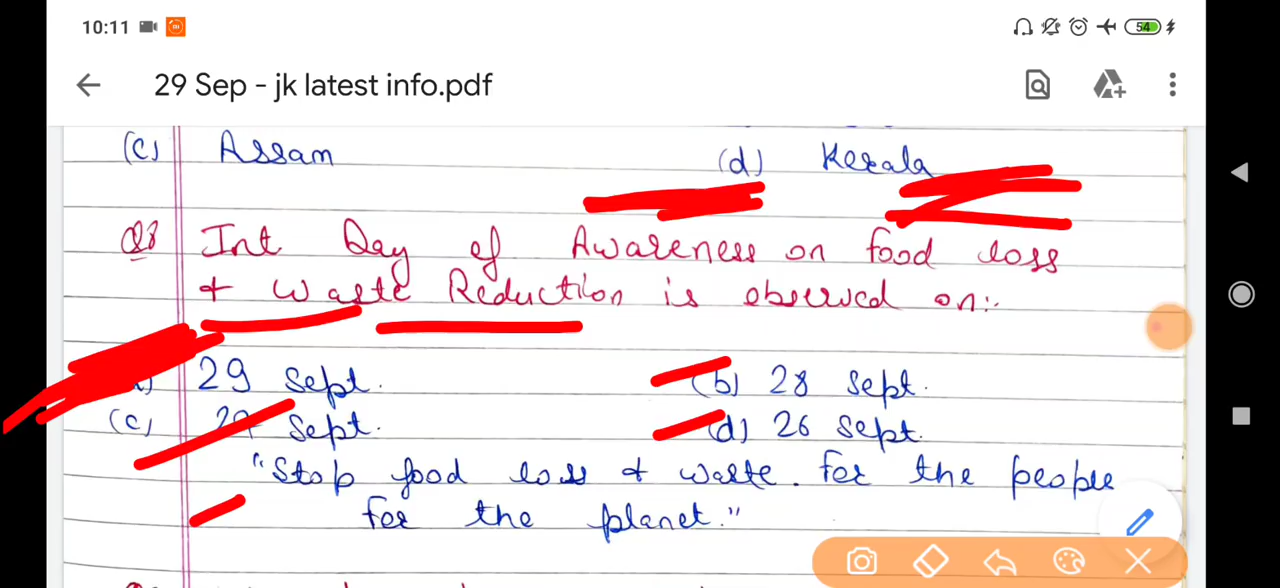 10:11
54
29 Sep - jk latest info.pdf
(c) Assam (d) Kerala
Q8 Int Day of Awareness on food loss
+ Waste Reduction is observed on:-
29 Sept. (b) 28 Sept.
(c) Sept. (d) 26 Sept.
"Stop food loss + waste. For the people
For the planet."